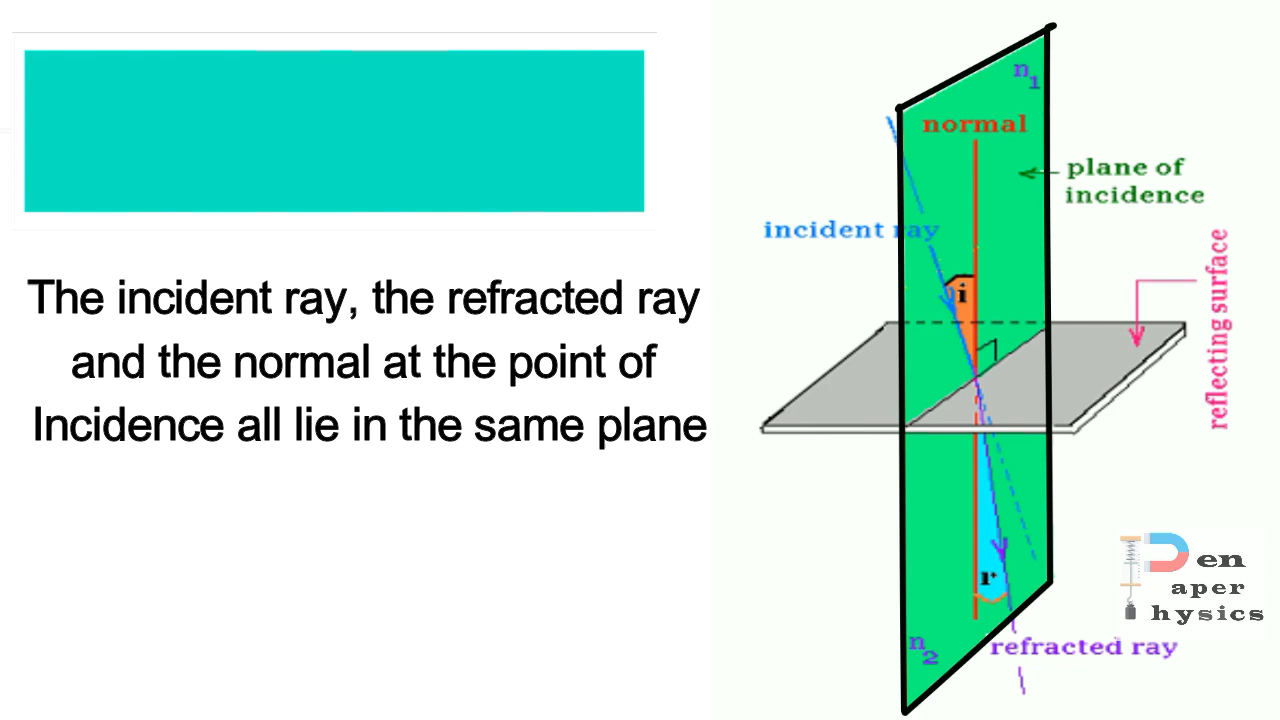 The incident ray, the refracted ray
and the normal at the point of
Incidence all lie in the same plane
n1
normal
plane of
incidence
incident ray
reflecting surface
i
r
n2
refracted ray
Pen
aper
hysics